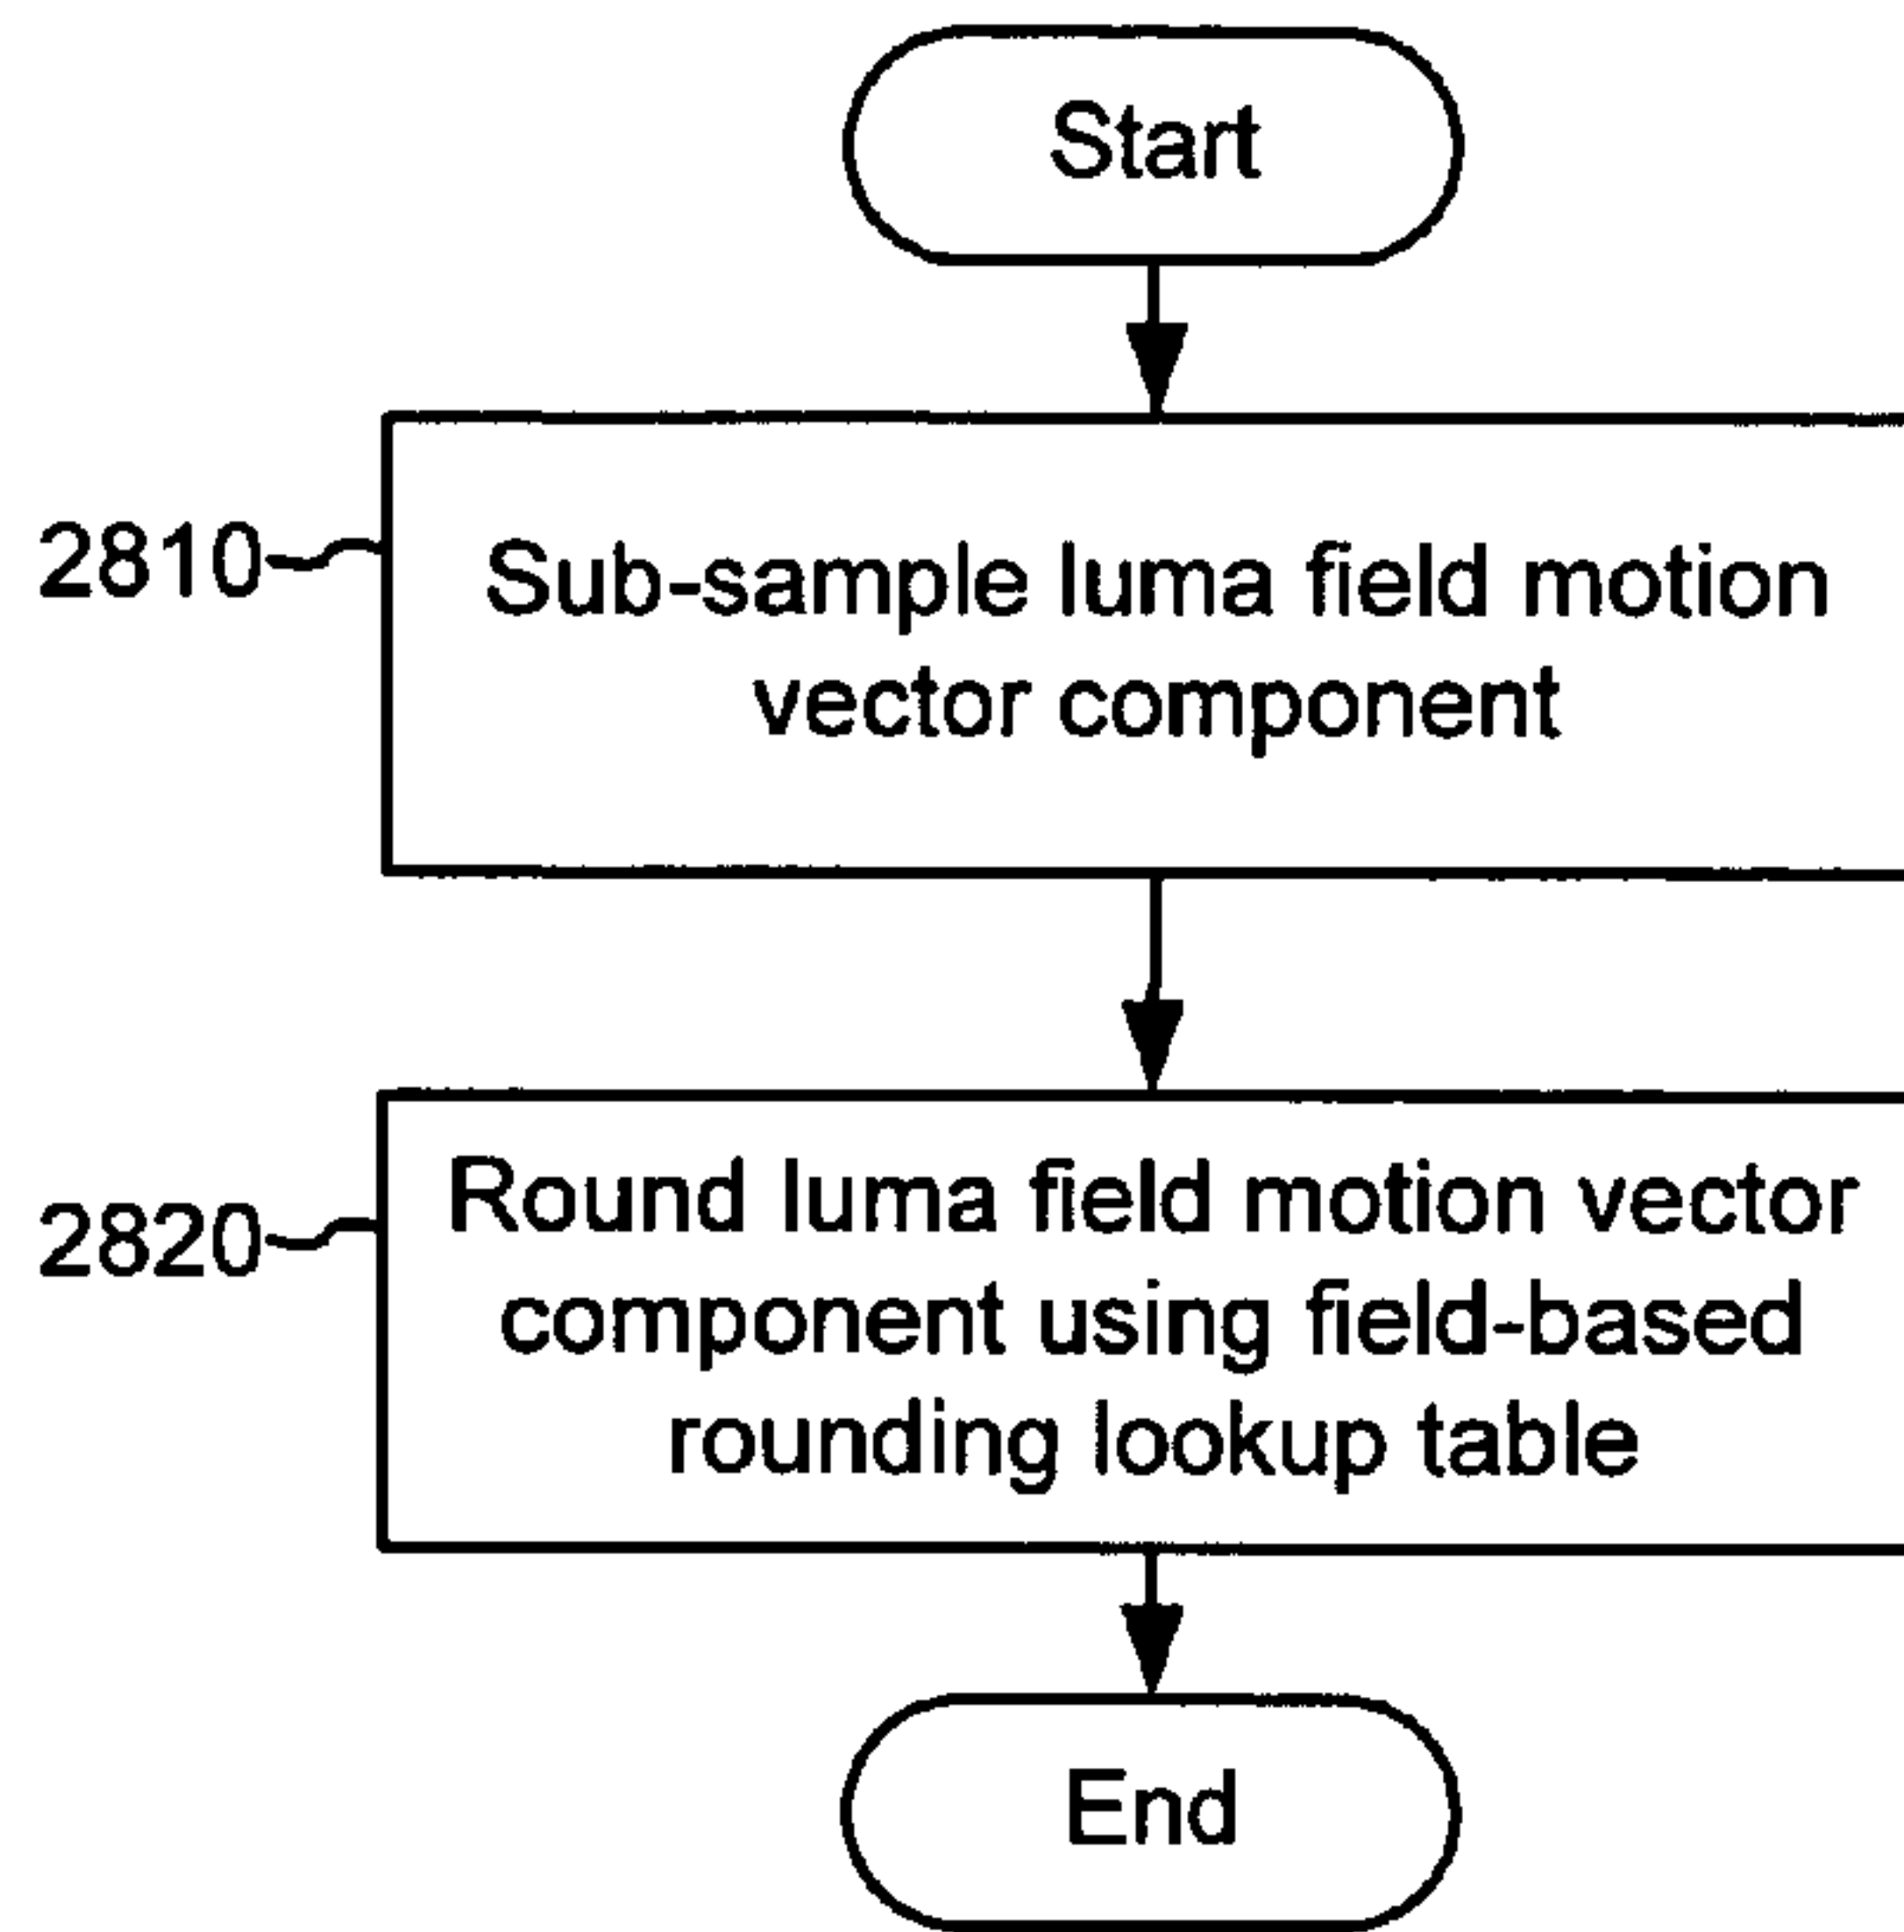 Start
2810
Sub-sample luma field motion
vector component
2820
Round luma field motion vector
component using field-based
rounding lookup table
End